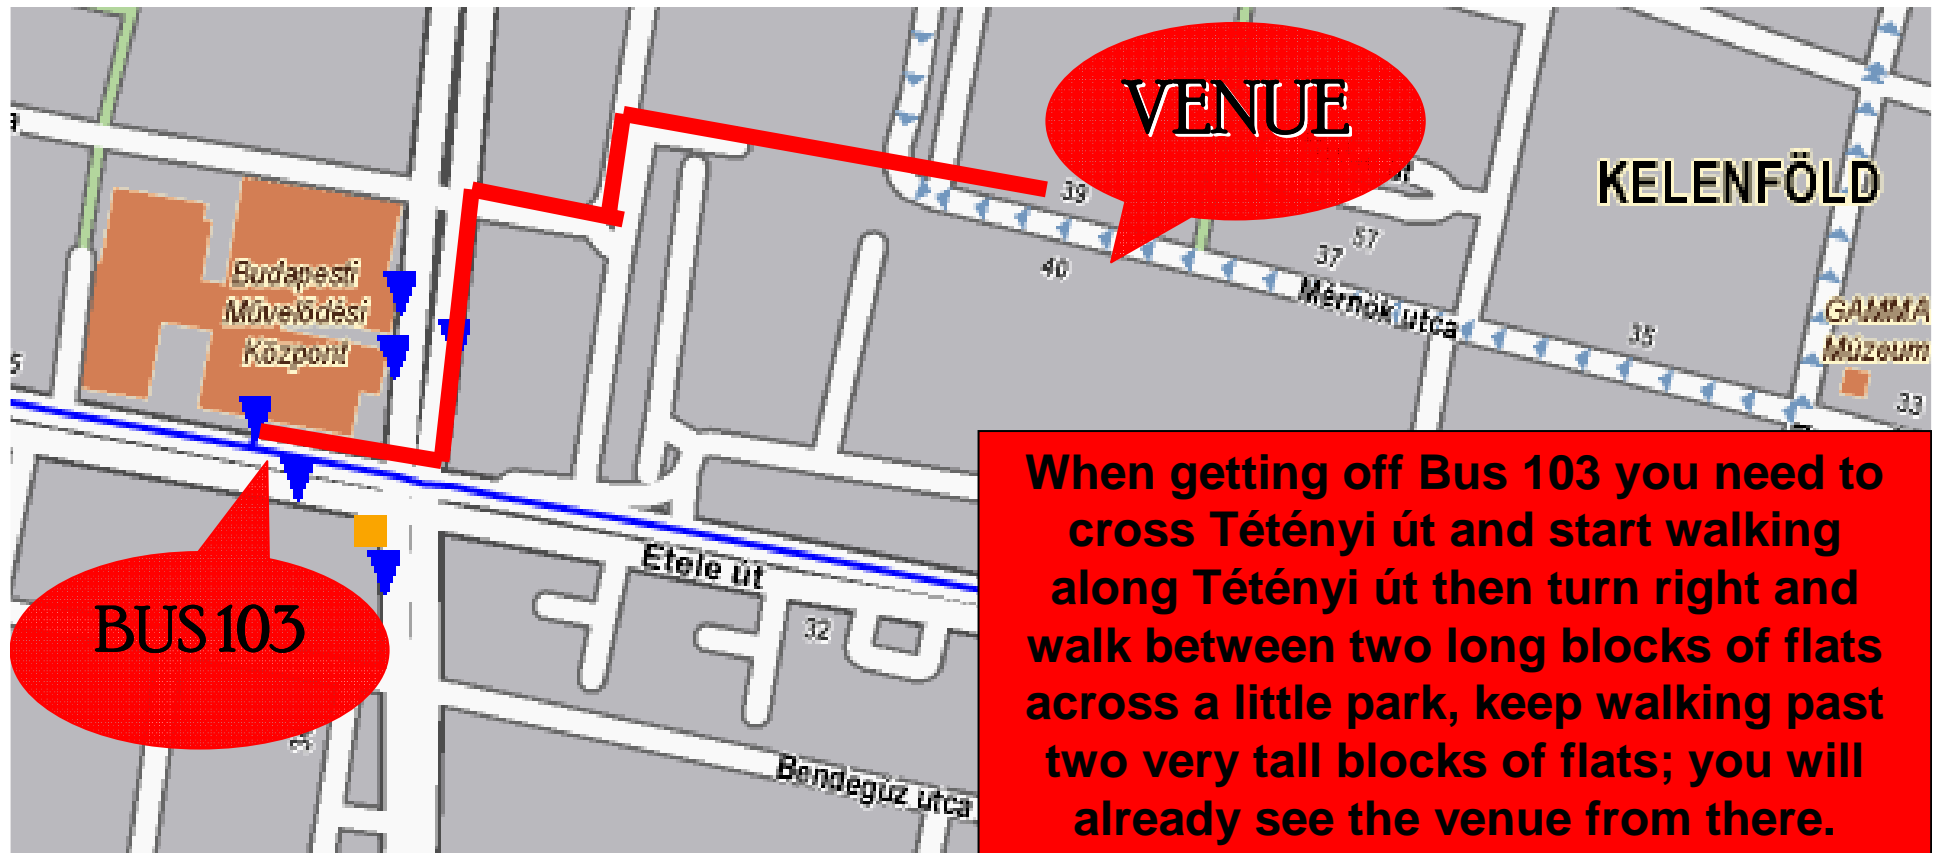 VENUE
KELENFÖLD
39
57
37
40
Mérnök utca
35
GAMMA
Múzeum
33
Budapesti
Művelődési
Központ
Etele út
32
BUS 103
Bendegúz utca
When getting off Bus 103 you need to
cross Tétényi út and start walking
along Tétényi út then turn right and
walk between two long blocks of flats
across a little park, keep walking past
two very tall blocks of flats; you will
already see the venue from there.